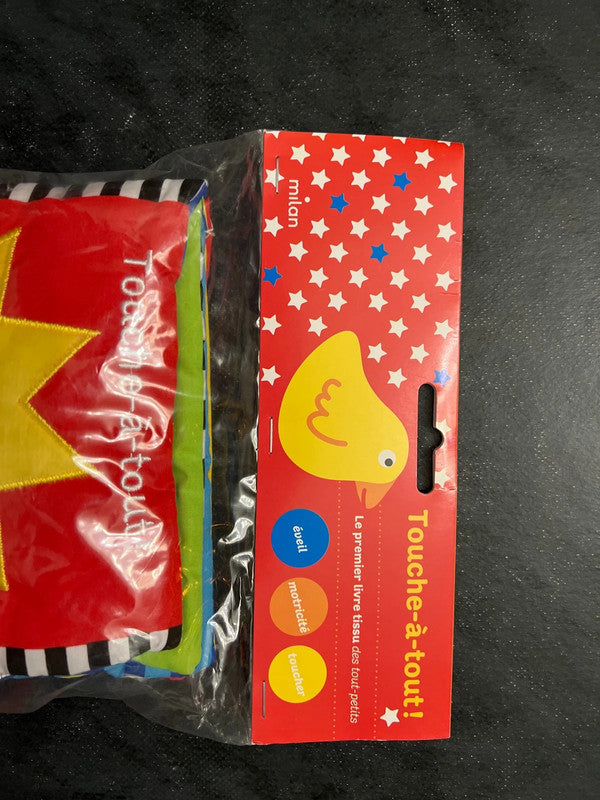 milan
Touche-à-tout!
Le premier livre tissu des tout-petits
éveil
motricité
toucher
Touche-à-tout!